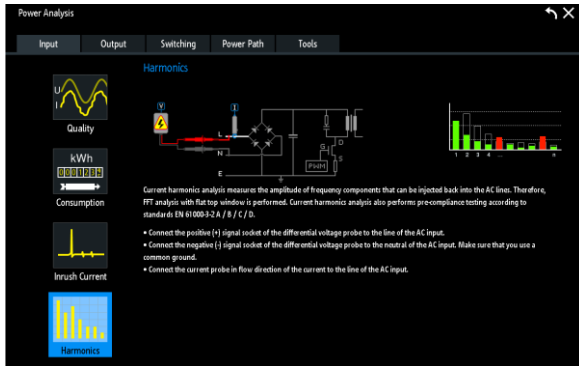 Power Analysis
Input Output Switching Power Path Tools
Harmonics
U
I
Quality
kWh
001234
Consumption
Inrush Current
Harmonics
V
I
L
N
E
G
D
S
PWM
1 2 3 4 ... n
Current harmonics analysis measures the amplitude of frequency components that can be injected back into the AC lines. Therefore,
FFT analysis with flat top window is performed. Current harmonics analysis also performs pre-compliance testing according to
standards EN 61000-3-2 A / B / C / D.
• Connect the positive (+) signal socket of the differential voltage probe to the line of the AC input.
• Connect the negative (-) signal socket of the differential voltage probe to the neutral of the AC input. Make sure that you use a
common ground.
• Connect the current probe in flow direction of the current to the line of the AC input.